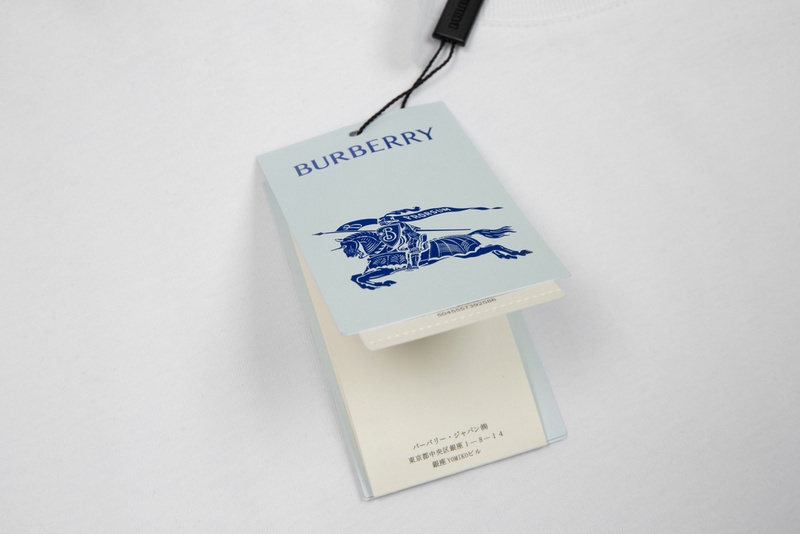 BURBERRY
PRORSUM
5045557392566
バーバリー・ジャパン㈱
東京都中央区銀座1－8－14
銀座YOMIKOビル